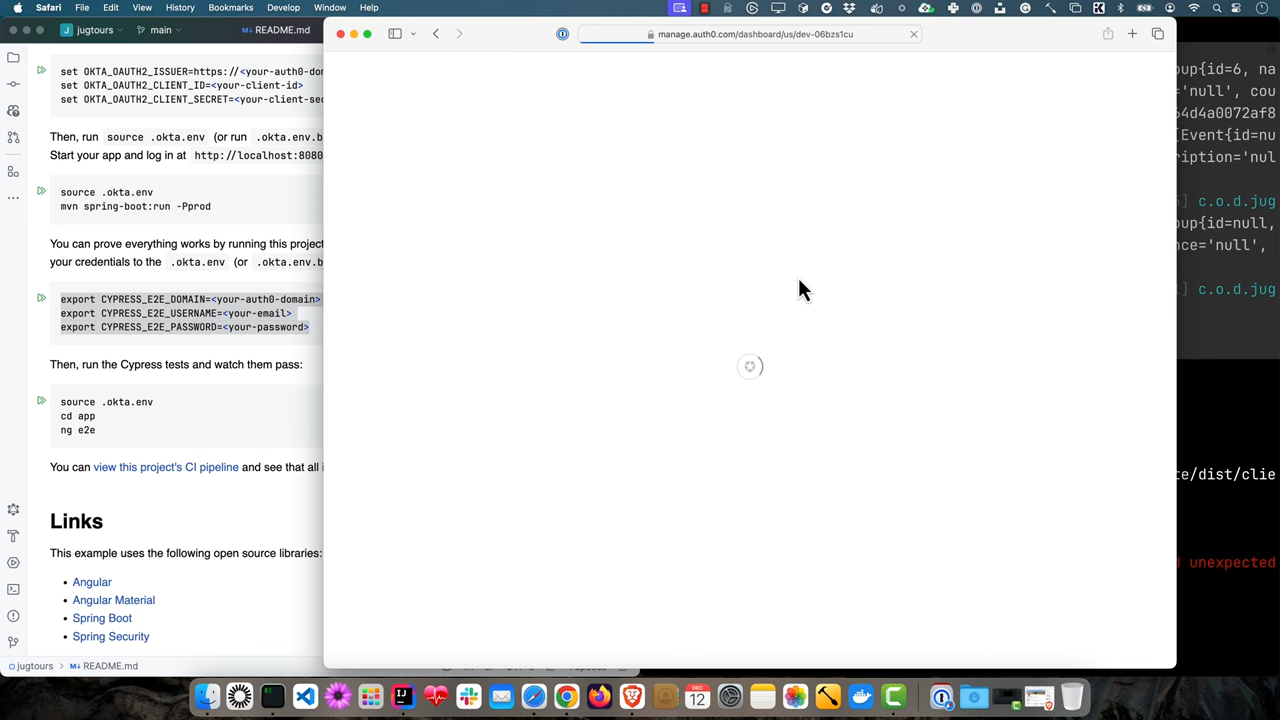 Safari File Edit View History Bookmarks Develop Window Help
J jugtours main
M↓ README.md
manage.auth0.com/dashboard/us/dev-06bzs1cu
set OKTA_OAUTH2_ISSUER=https://<your-auth0-dom
set OKTA_OAUTH2_CLIENT_ID=<your-client-id>
set OKTA_OAUTH2_CLIENT_SECRET=<your-client-sec
Then, run source .okta.env (or run .okta.env.b
Start your app and log in at http://localhost:8080
source .okta.env
mvn spring-boot:run -Pprod
You can prove everything works by running this project
your credentials to the .okta.env (or .okta.env.b
export CYPRESS_E2E_DOMAIN=<your-auth0-domain>
export CYPRESS_E2E_USERNAME=<your-email>
export CYPRESS_E2E_PASSWORD=<your-password>
Then, run the Cypress tests and watch them pass:
source .okta.env
cd app
ng e2e
You can view this project's CI pipeline and see that all i
Links
This example uses the following open source libraries:
• Angular
• Angular Material
• Spring Boot
• Spring Security
jugtours > M↓ README.md
oup{id=6, na
='null', cou
64d4a0072af8
[Event{id=nu
ription='nul
] c.o.d.jug
oup{id=null,
nce='null',
] c.o.d.jug
te/dist/clie
d unexpected
DEC
12